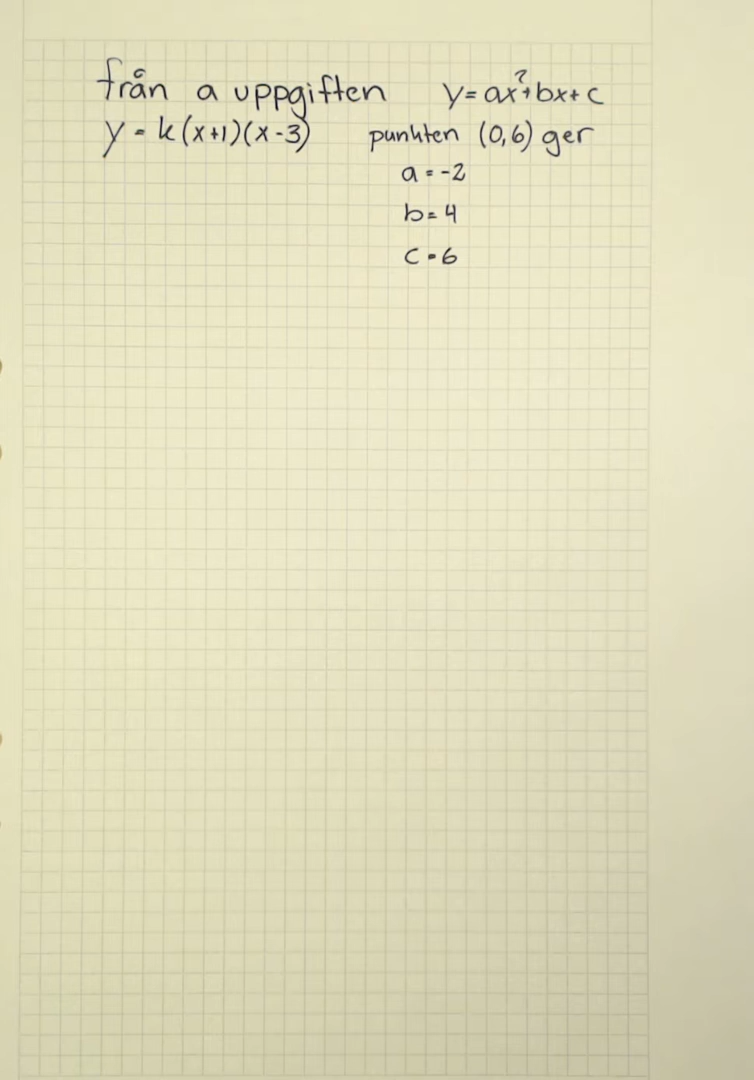 från a uppgiften y=ax²+bx+c
y=k(x+1)(x-3) punkten (0,6) ger
a=-2
b=4
c=6